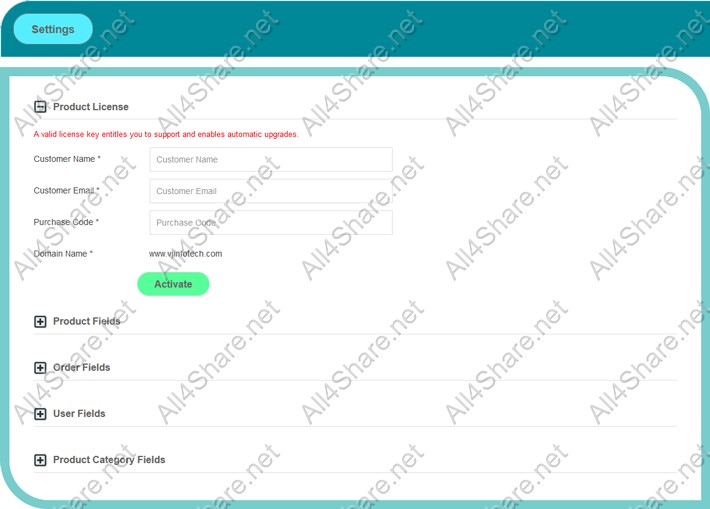 Settings
Product License
A valid license key entitles you to support and enables automatic upgrades.
Customer Name *
Customer Name
Customer Email *
Customer Email
Purchase Code *
Purchase Code
Domain Name *
www.vjinfotech.com
Activate
Product Fields
Order Fields
User Fields
Product Category Fields
All4Share.net